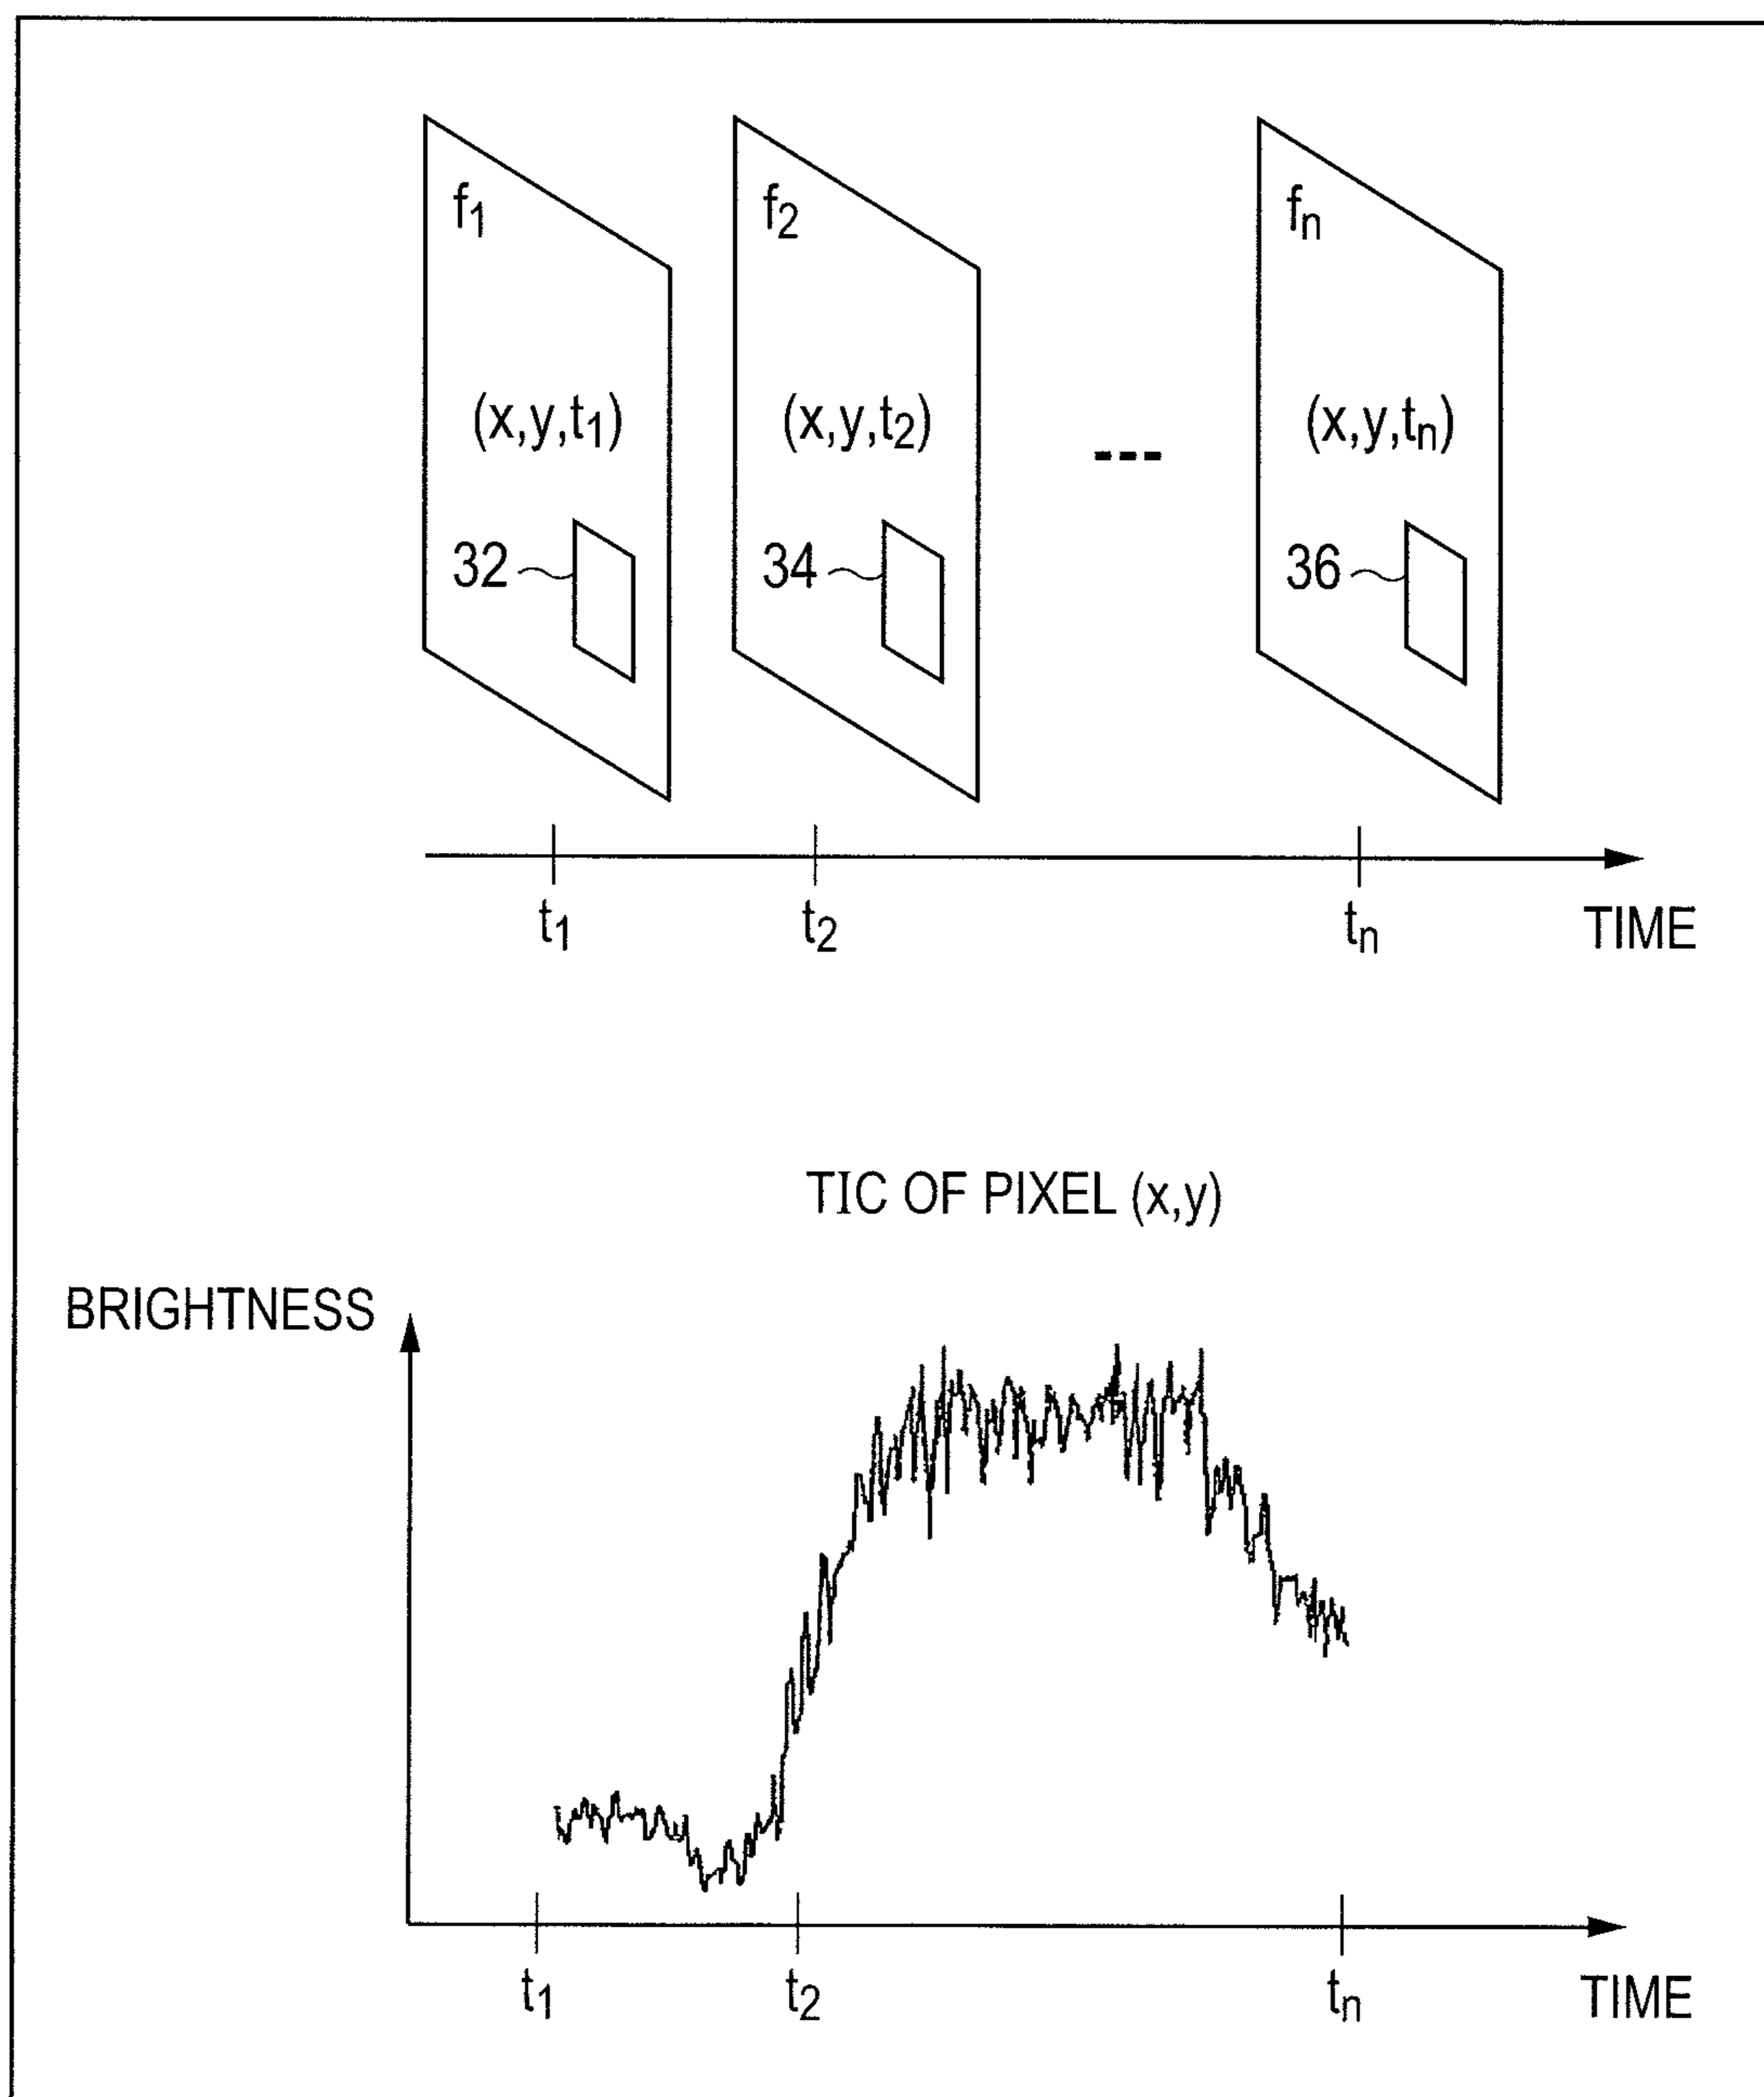 f1 f2 fn
(x,y,t1) (x,y,t2) --- (x,y,tn)
32 34 36
t1 t2 tn TIME
TIC OF PIXEL (x,y)
BRIGHTNESS
t1 t2 tn TIME